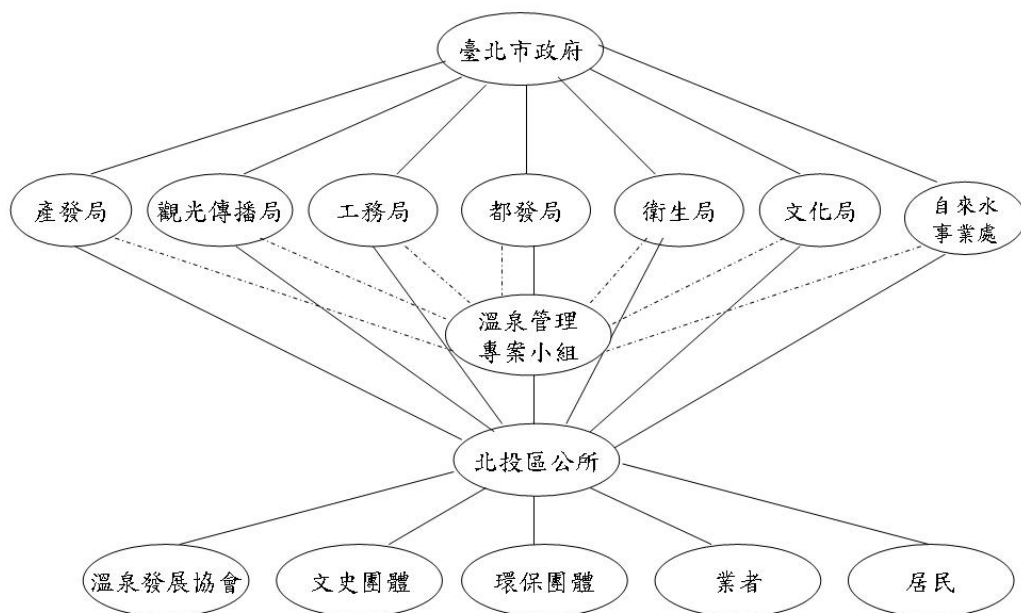 臺北市政府
產發局
觀光傳播局
工務局
都發局
衛生局
文化局
自來水
事業處
溫泉管理
專案小組
北投區公所
溫泉發展協會
文史團體
環保團體
業者
居民